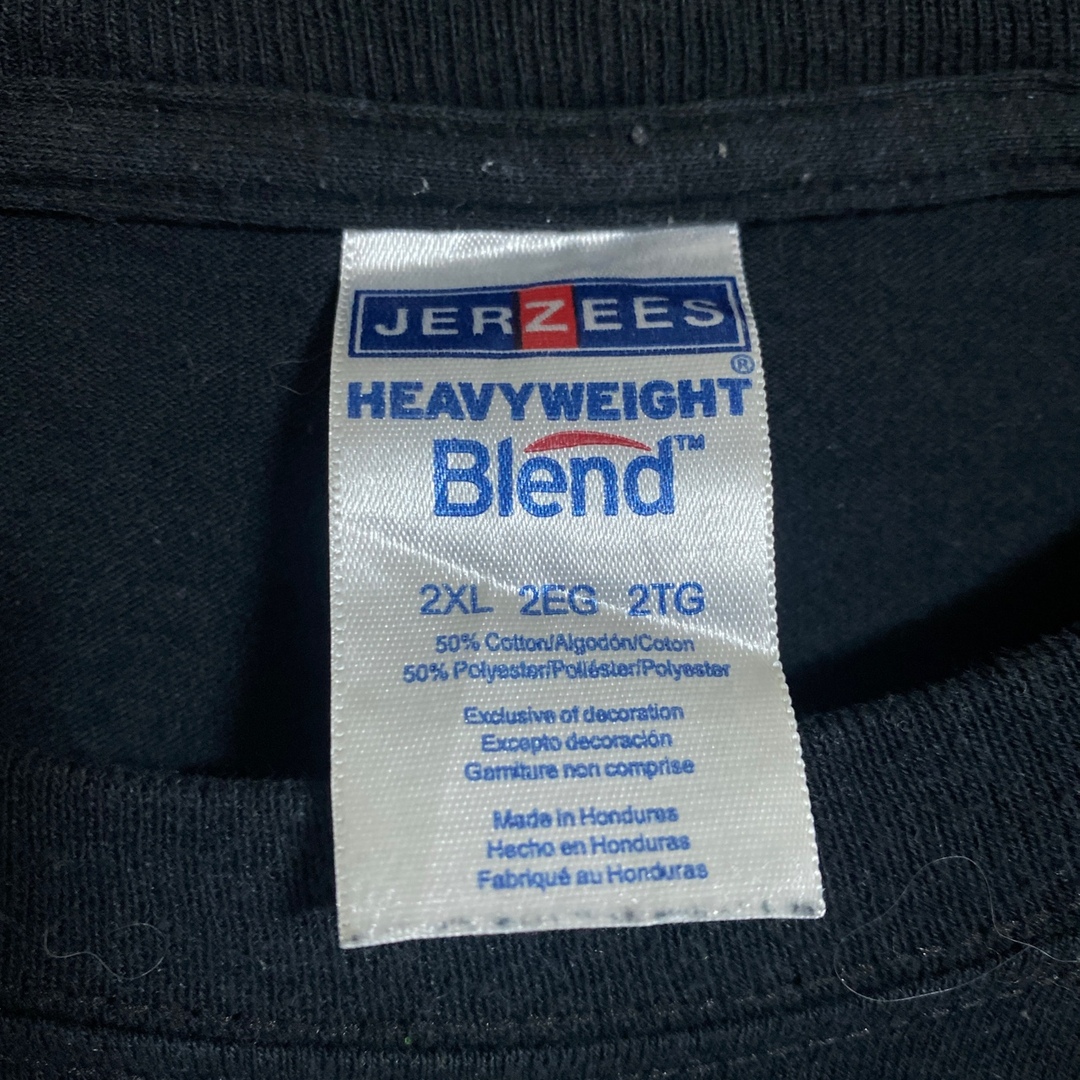 JERZEES®
HEAVYWEIGHT
Blend™
2XL 2EG 2TG
50% Cotton/Algodón/Coton
50% Polyester/Poliéster/Polyester
Exclusive of decoration
Excepto decoración
Garniture non comprise
Made in Honduras
Hecho en Honduras
Fabriqué au Honduras